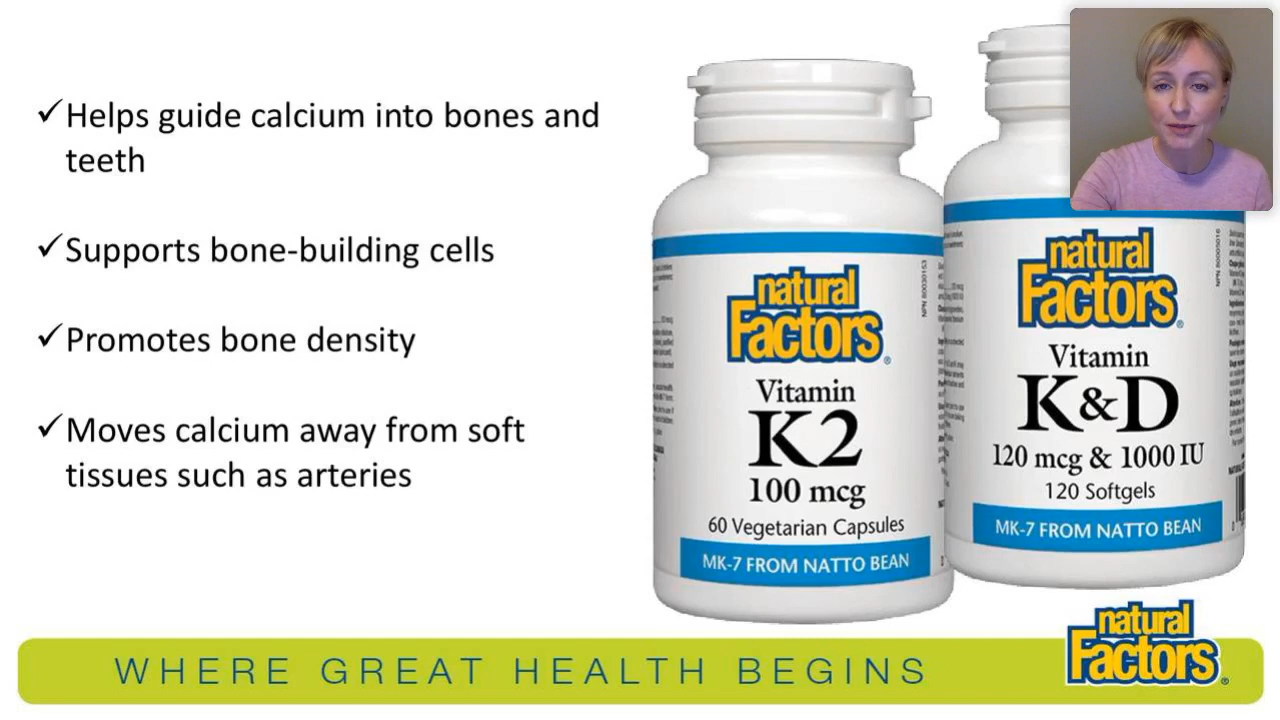 ✓Helps guide calcium into bones and
teeth
✓Supports bone-building cells
✓Promotes bone density
✓Moves calcium away from soft
tissues such as arteries
natural
Factors®
Vitamin
K2
100 mcg
60 Vegetarian Capsules
MK-7 FROM NATTO BEAN
NPN 80030153
natural
Factors®
Vitamin
K&D
120 mcg & 1000 IU
120 Softgels
MK-7 FROM NATTO BEAN
WHERE GREAT HEALTH BEGINS
natural
Factors®